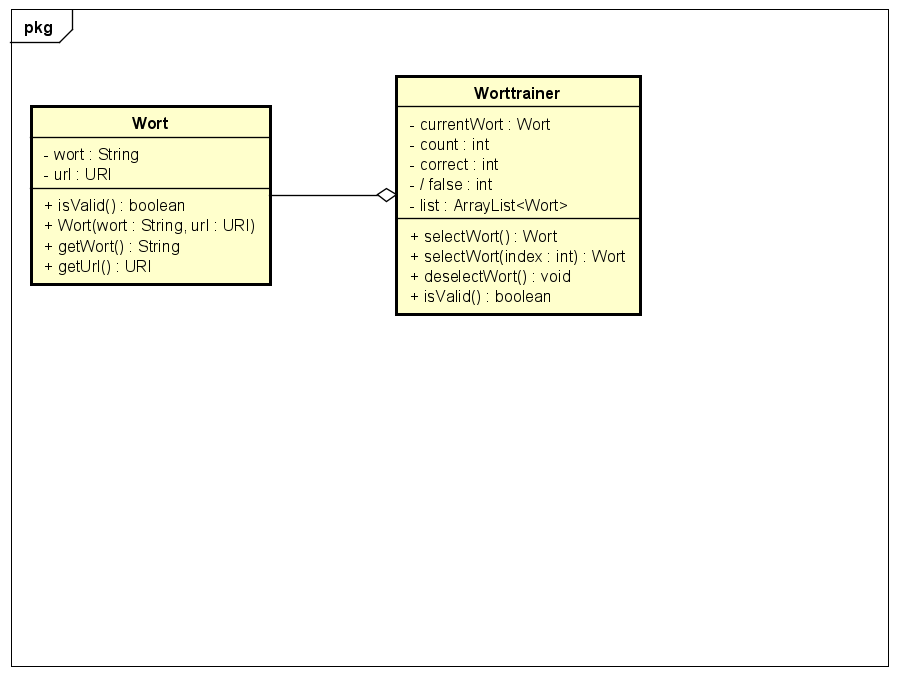 pkg
Wort
- wort : String
- url : URI
+ isValid() : boolean
+ Wort(wort : String, url : URI)
+ getWort() : String
+ getUrl() : URI
Worttrainer
- currentWort : Wort
- count : int
- correct : int
- / false : int
- list : ArrayList<Wort>
+ selectWort() : Wort
+ selectWort(index : int) : Wort
+ deselectWort() : void
+ isValid() : boolean